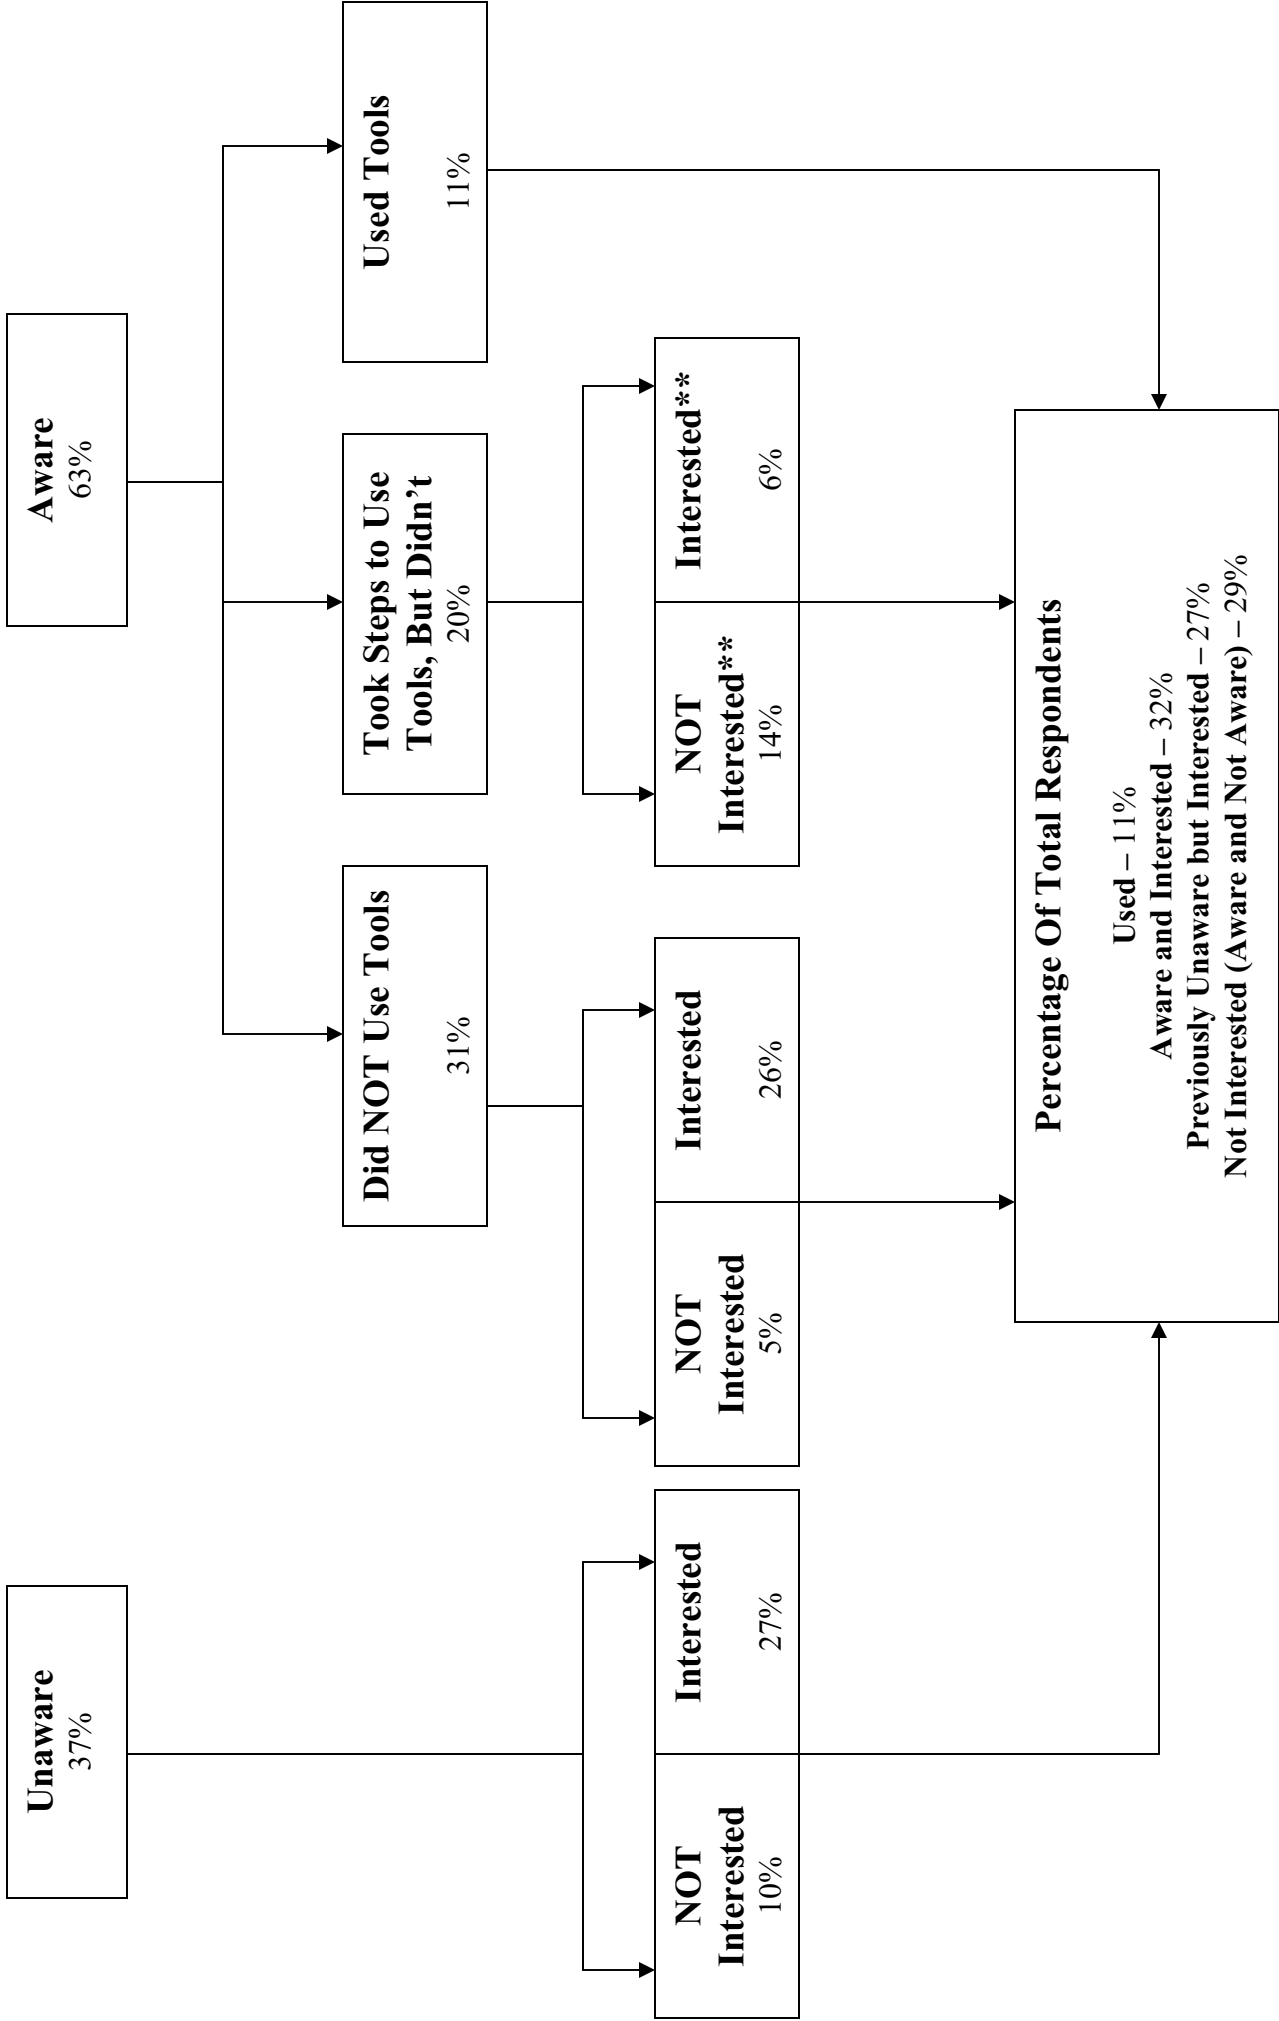 Unaware
37%
Aware
63%
Did NOT Use Tools
31%
Took Steps to Use
Tools, But Didn’t
20%
Used Tools
11%
NOT
Interested
10%
Interested
27%
NOT
Interested
5%
Interested
26%
NOT
Interested**
14%
Interested**
6%
Percentage Of Total Respondents
Used – 11%
Aware and Interested – 32%
Previously Unaware but Interested – 27%
Not Interested (Aware and Not Aware) – 29%